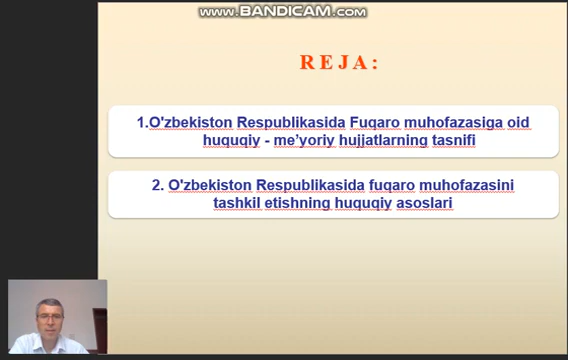 www.BANDICAM.com
REJA:
1.O'zbekiston Respublikasida Fuqaro muhofazasiga oid
huquqiy - me’yoriy hujjatlarning tasnifi
2. O'zbekiston Respublikasida fuqaro muhofazasini
tashkil etishning huquqiy asoslari